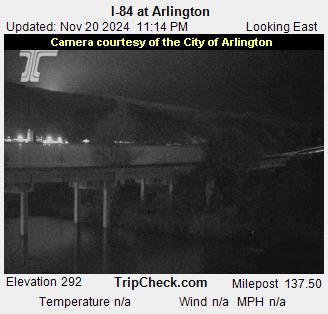 I-84 at Arlington
Updated: Nov 20 2024 11:14 PM Looking East
Camera courtesy of the City of Arlington
Elevation 292 TripCheck.com Milepost 137.50
Temperature n/a Wind n/a MPH n/a